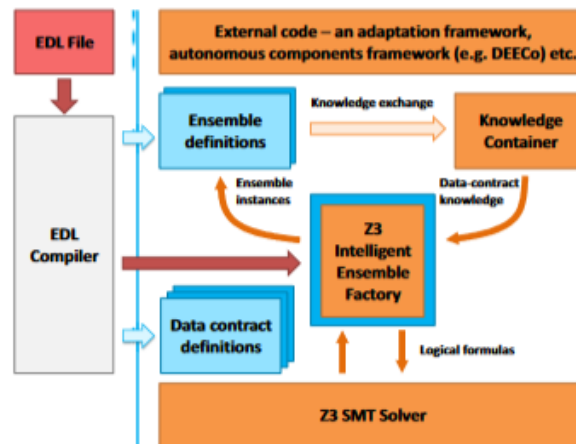 EDL File
External code – an adaptation framework,
autonomous components framework (e.g. DEECo) etc.
Ensemble
definitions
Knowledge exchange
Knowledge
Container
Ensemble
instances
Data-contract
knowledge
EDL
Compiler
Z3
Intelligent
Ensemble
Factory
Data contract
definitions
Logical formulas
Z3 SMT Solver